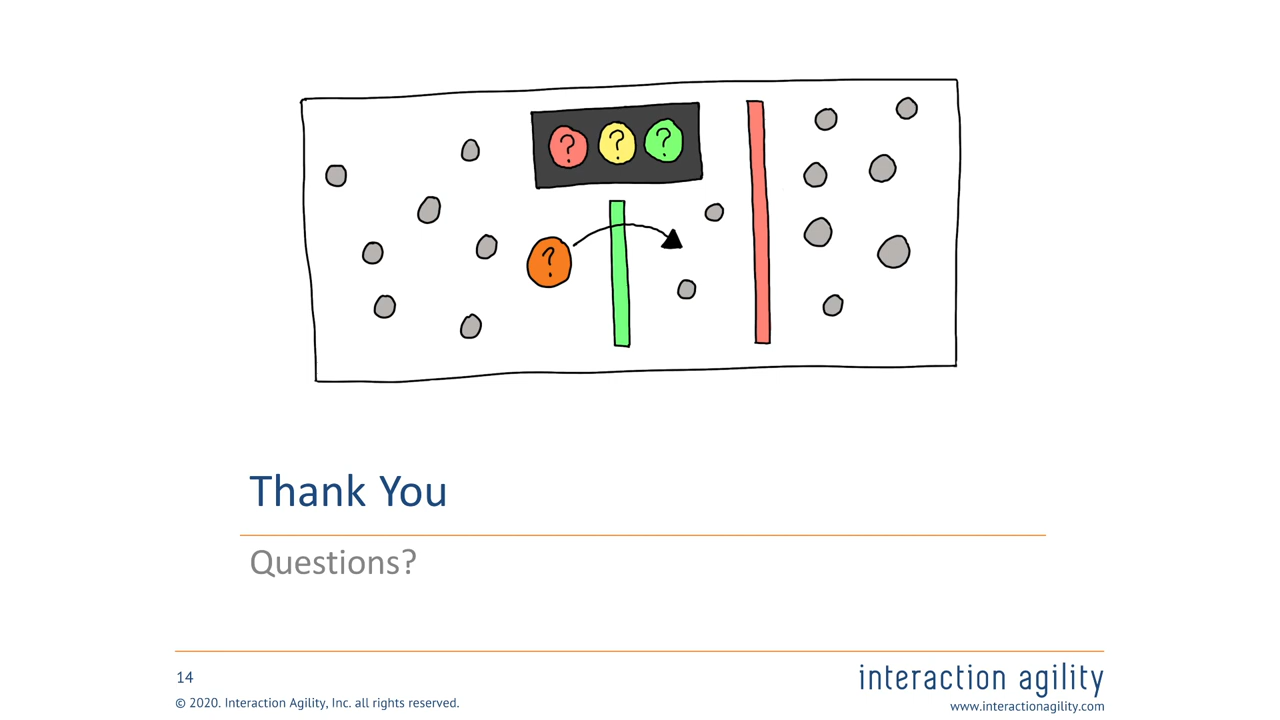 ? ? ?
?
Thank You
Questions?
14
interaction agility
© 2020. Interaction Agility, Inc. all rights reserved.
www.interactionagility.com